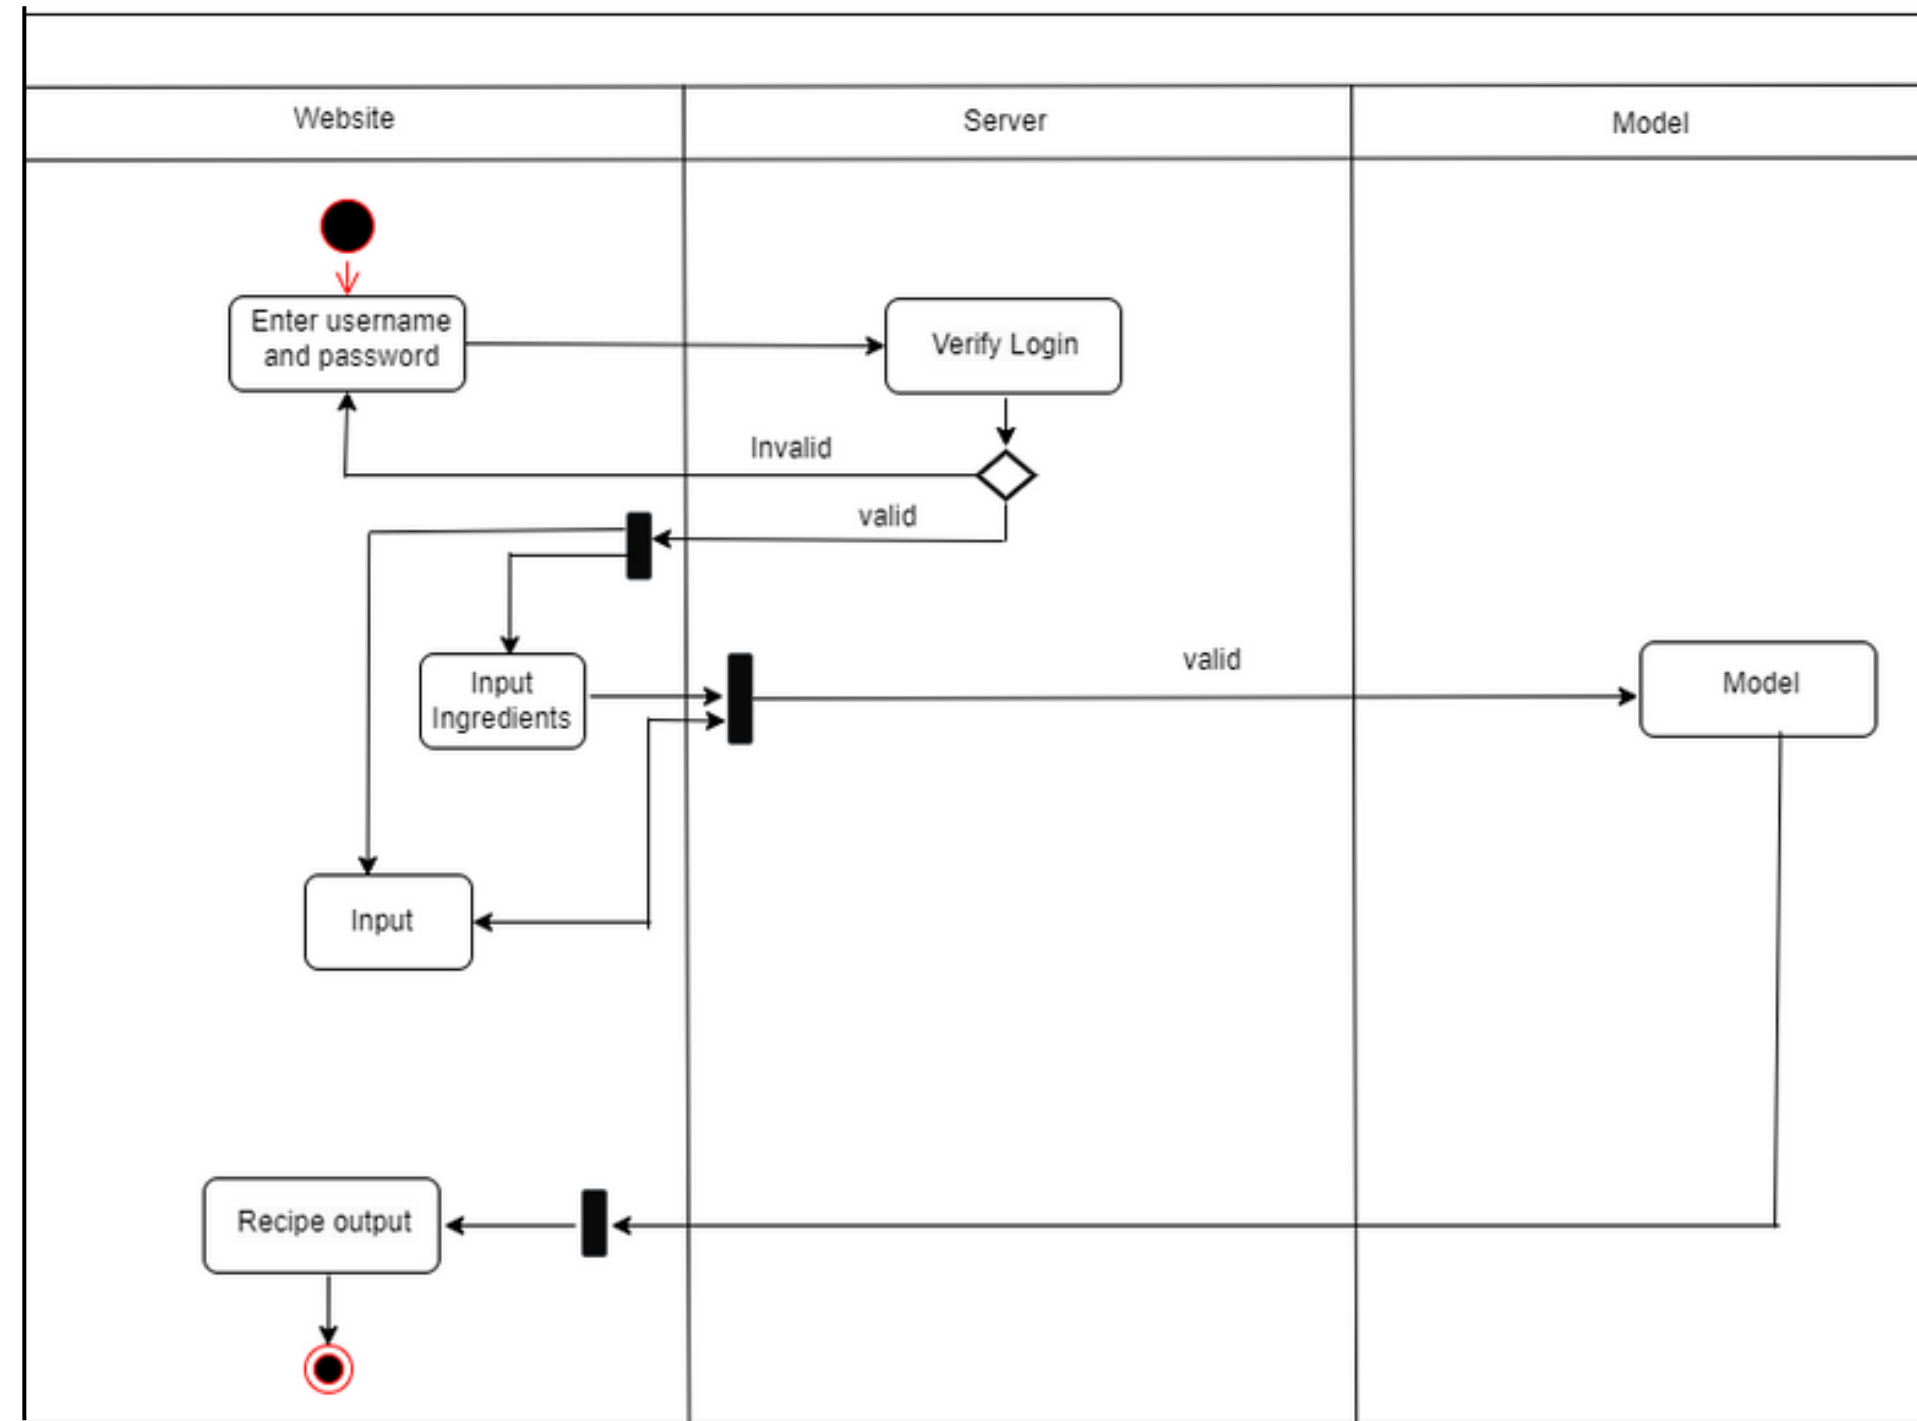 Website
Server
Model
Enter username
and password
Verify Login
Invalid
valid
Input
Ingredients
valid
Model
Input
Recipe output